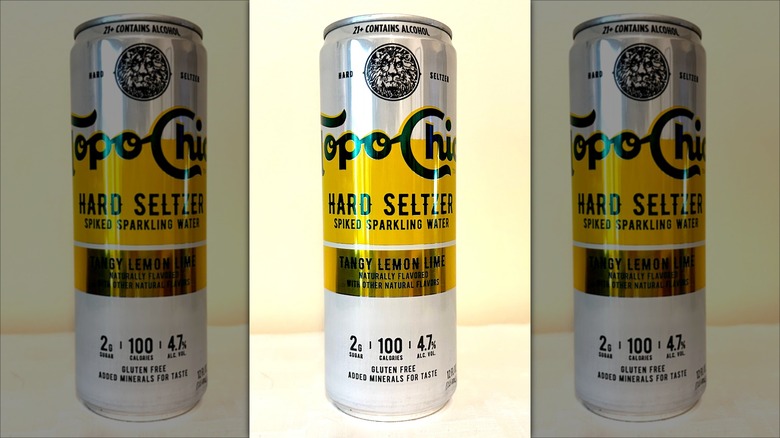 21+ CONTAINS ALCOHOL
HARD SELTZER
Topo Chic
HARD SELTZER
SPIKED SPARKLING WATER
TANGY LEMON LIME
NATURALLY FLAVORED
WITH OTHER NATURAL FLAVORS
2G SUGAR | 100 CALORIES | 4.7% ALC. VOL.
GLUTEN FREE
ADDED MINERALS FOR TASTE